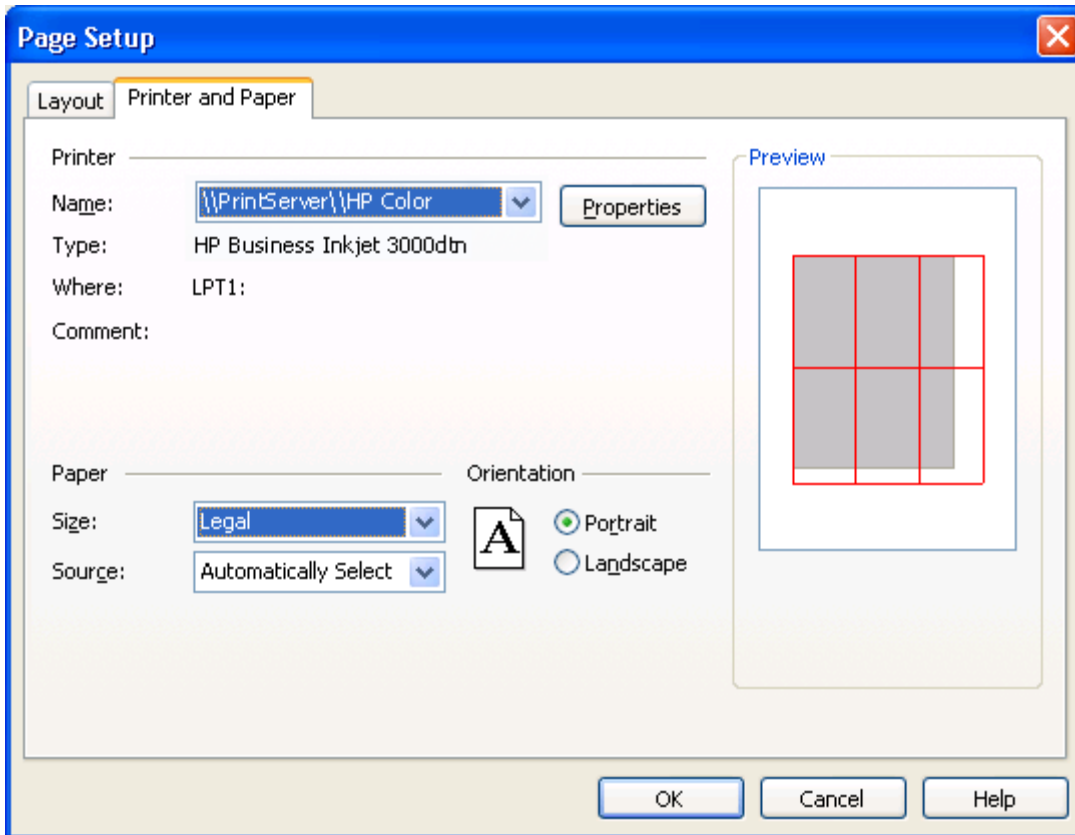 Page Setup
Layout Printer and Paper
Printer
Name: \\PrintServer\\HP Color Properties
Type: HP Business Inkjet 3000dtn
Where: LPT1:
Comment:
Preview
Paper Orientation
Size: Legal A Portrait
Source: Automatically Select Landscape
OK Cancel Help